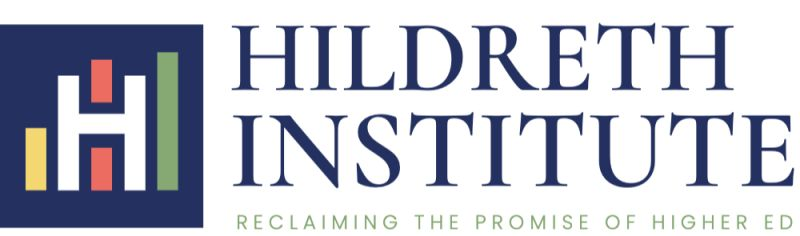 H
HILDRETH
INSTITUTE
RECLAIMING THE PROMISE OF HIGHER ED